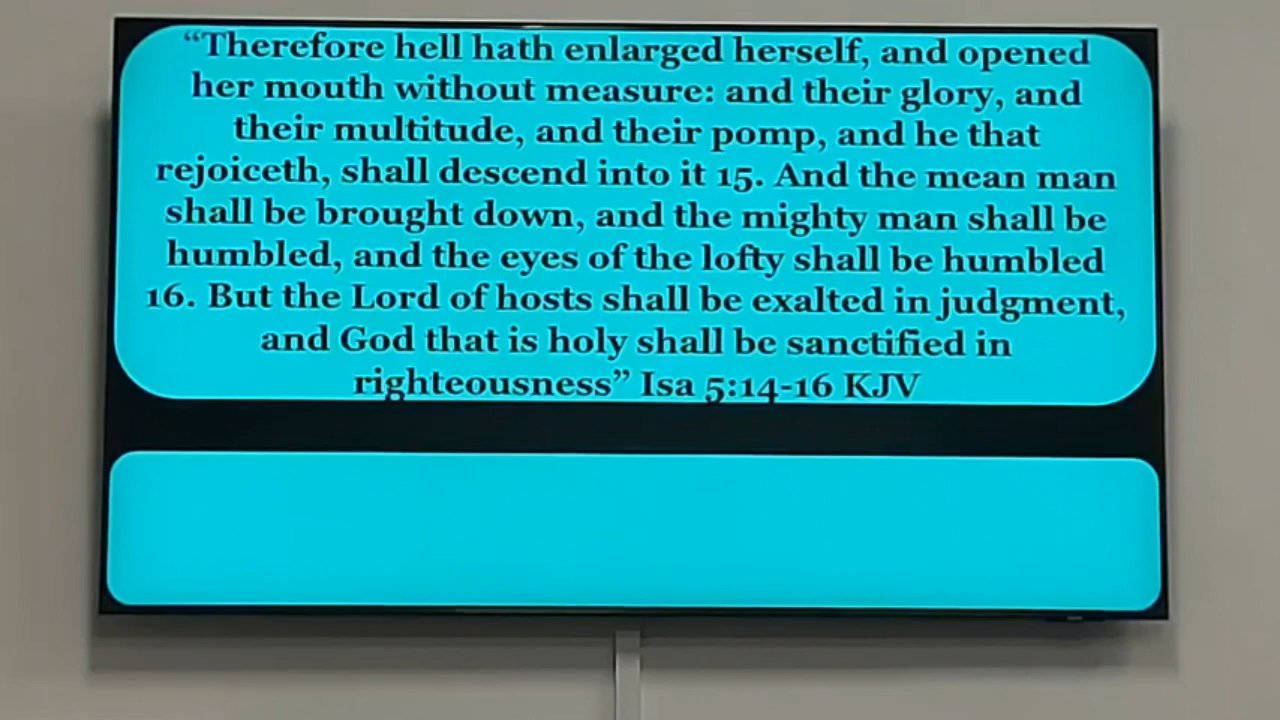 “Therefore hell hath enlarged herself, and opened
her mouth without measure: and their glory, and
their multitude, and their pomp, and he that
rejoiceth, shall descend into it 15. And the mean man
shall be brought down, and the mighty man shall be
humbled, and the eyes of the lofty shall be humbled
16. But the Lord of hosts shall be exalted in judgment,
and God that is holy shall be sanctified in
righteousness” Isa 5:14-16 KJV